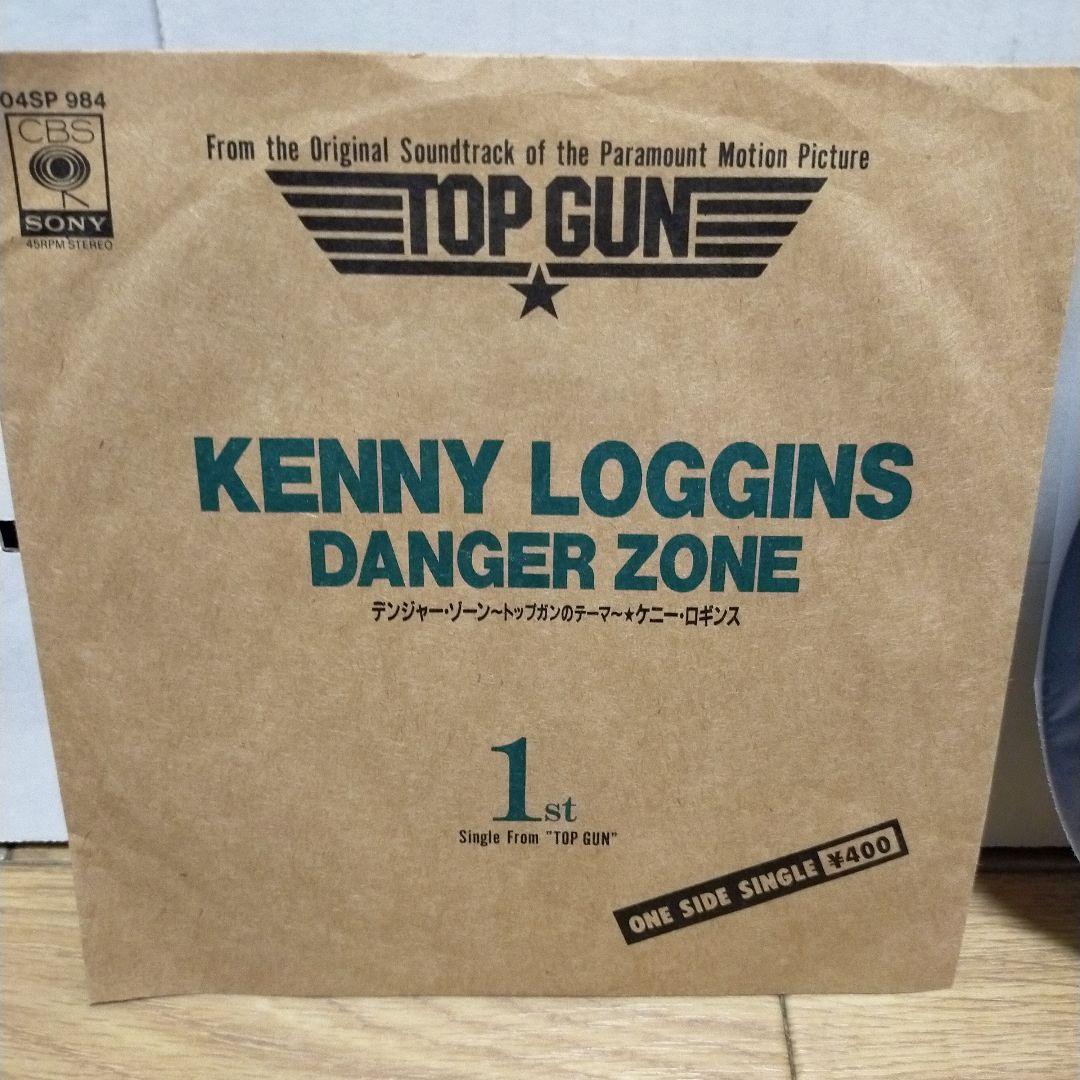 04SP 984
CBS
SONY
45RPM STEREO
From the Original Soundtrack of the Paramount Motion Picture
TOP GUN
KENNY LOGGINS
DANGER ZONE
デンジャー・ゾーン〜トップガンのテーマ〜★ケニー・ロギンス
1st
Single From "TOP GUN"
ONE SIDE SINGLE ¥400